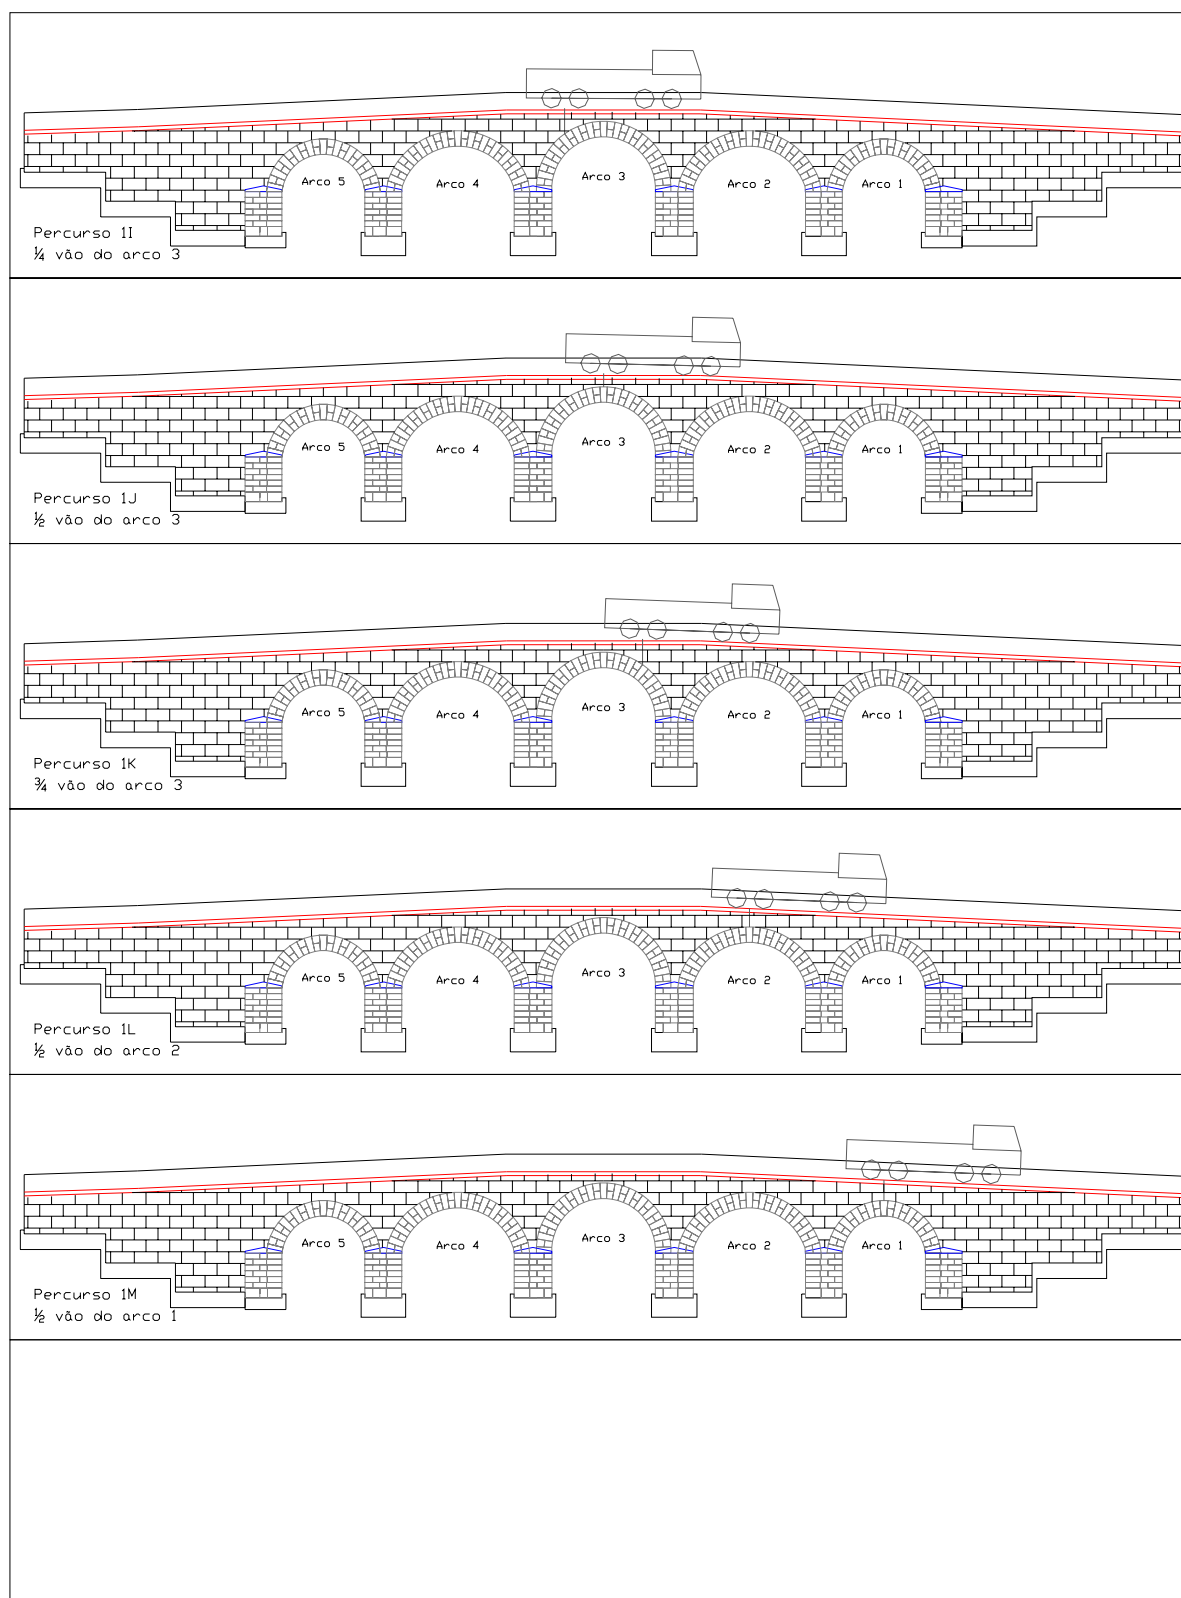 Arco 5
Arco 4
Arco 3
Arco 2
Arco 1
Percurso 1I
¼ vão do arco 3
Arco 5
Arco 4
Arco 3
Arco 2
Arco 1
Percurso 1J
½ vão do arco 3
Arco 5
Arco 4
Arco 3
Arco 2
Arco 1
Percurso 1K
¾ vão do arco 3
Arco 5
Arco 4
Arco 3
Arco 2
Arco 1
Percurso 1L
½ vão do arco 2
Arco 5
Arco 4
Arco 3
Arco 2
Arco 1
Percurso 1M
½ vão do arco 1